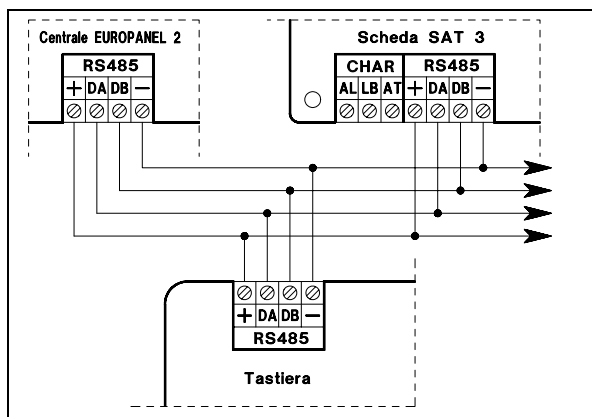 Centrale EUROPANEL 2
RS485
+ DA DB −
Scheda SAT 3
CHAR RS485
AL LB AT + DA DB −
+ DA DB −
RS485
Tastiera